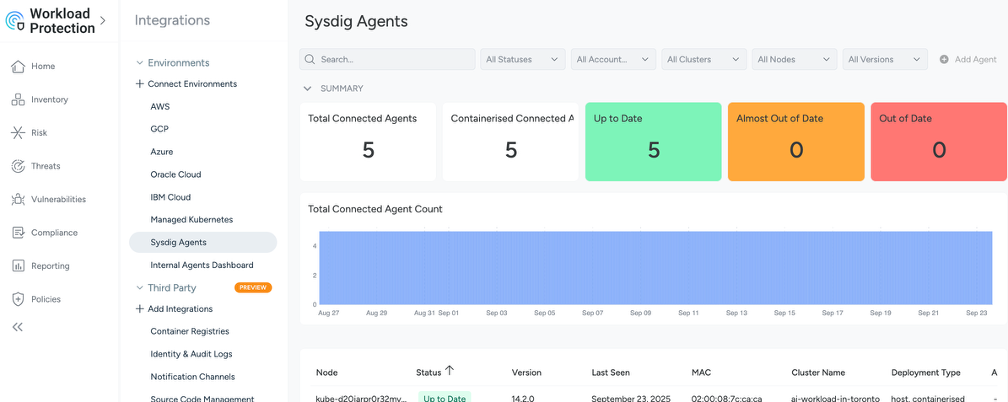 Workload
Protection
Integrations
Sysdig Agents
Home
Inventory
Risk
Threats
Vulnerabilities
Compliance
Reporting
Policies
Environments
Connect Environments
AWS
GCP
Azure
Oracle Cloud
IBM Cloud
Managed Kubernetes
Sysdig Agents
Internal Agents Dashboard
Third Party PREVIEW
Add Integrations
Container Registries
Identity & Audit Logs
Notification Channels
Source Code Management
Search... All Statuses All Account... All Clusters All Nodes All Versions Add Agent
SUMMARY
Total Connected Agents Containerised Connected A Up to Date Almost Out of Date Out of Date
5 5 5 0 0
Total Connected Agent Count
4
2
0
Aug 27 Aug 29 Aug 31 Sep 01 Sep 03 Sep 05 Sep 07 Sep 09 Sep 11 Sep 13 Sep 15 Sep 17 Sep 19 Sep 21 Sep 23
Node Status Version Last Seen MAC Cluster Name Deployment Type A
Up to Date 14.2.0 September 23, 2025 02:00:08:7c:ca:ca ai-workload-in-toronto host, containerised